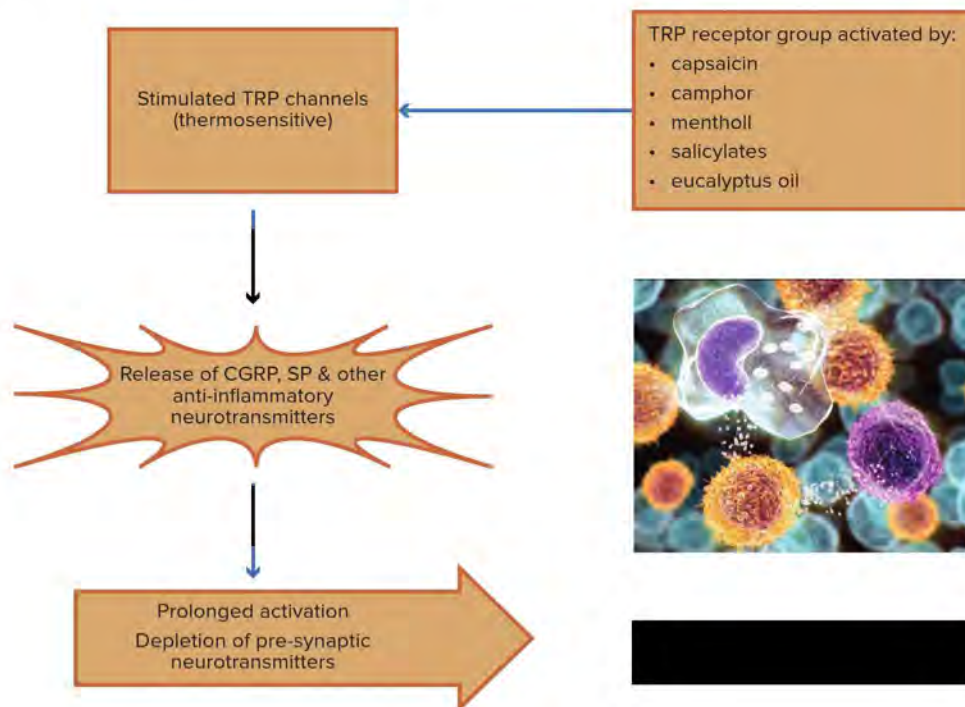 TRP receptor group activated by:
• capsaicin
• camphor
• mentholl
• salicylates
• eucalyptus oil
Stimulated TRP channels
(thermosensitive)
Release of CGRP, SP & other
anti-inflammatory
neurotransmitters
Prolonged activation
Depletion of pre-synaptic
neurotransmitters